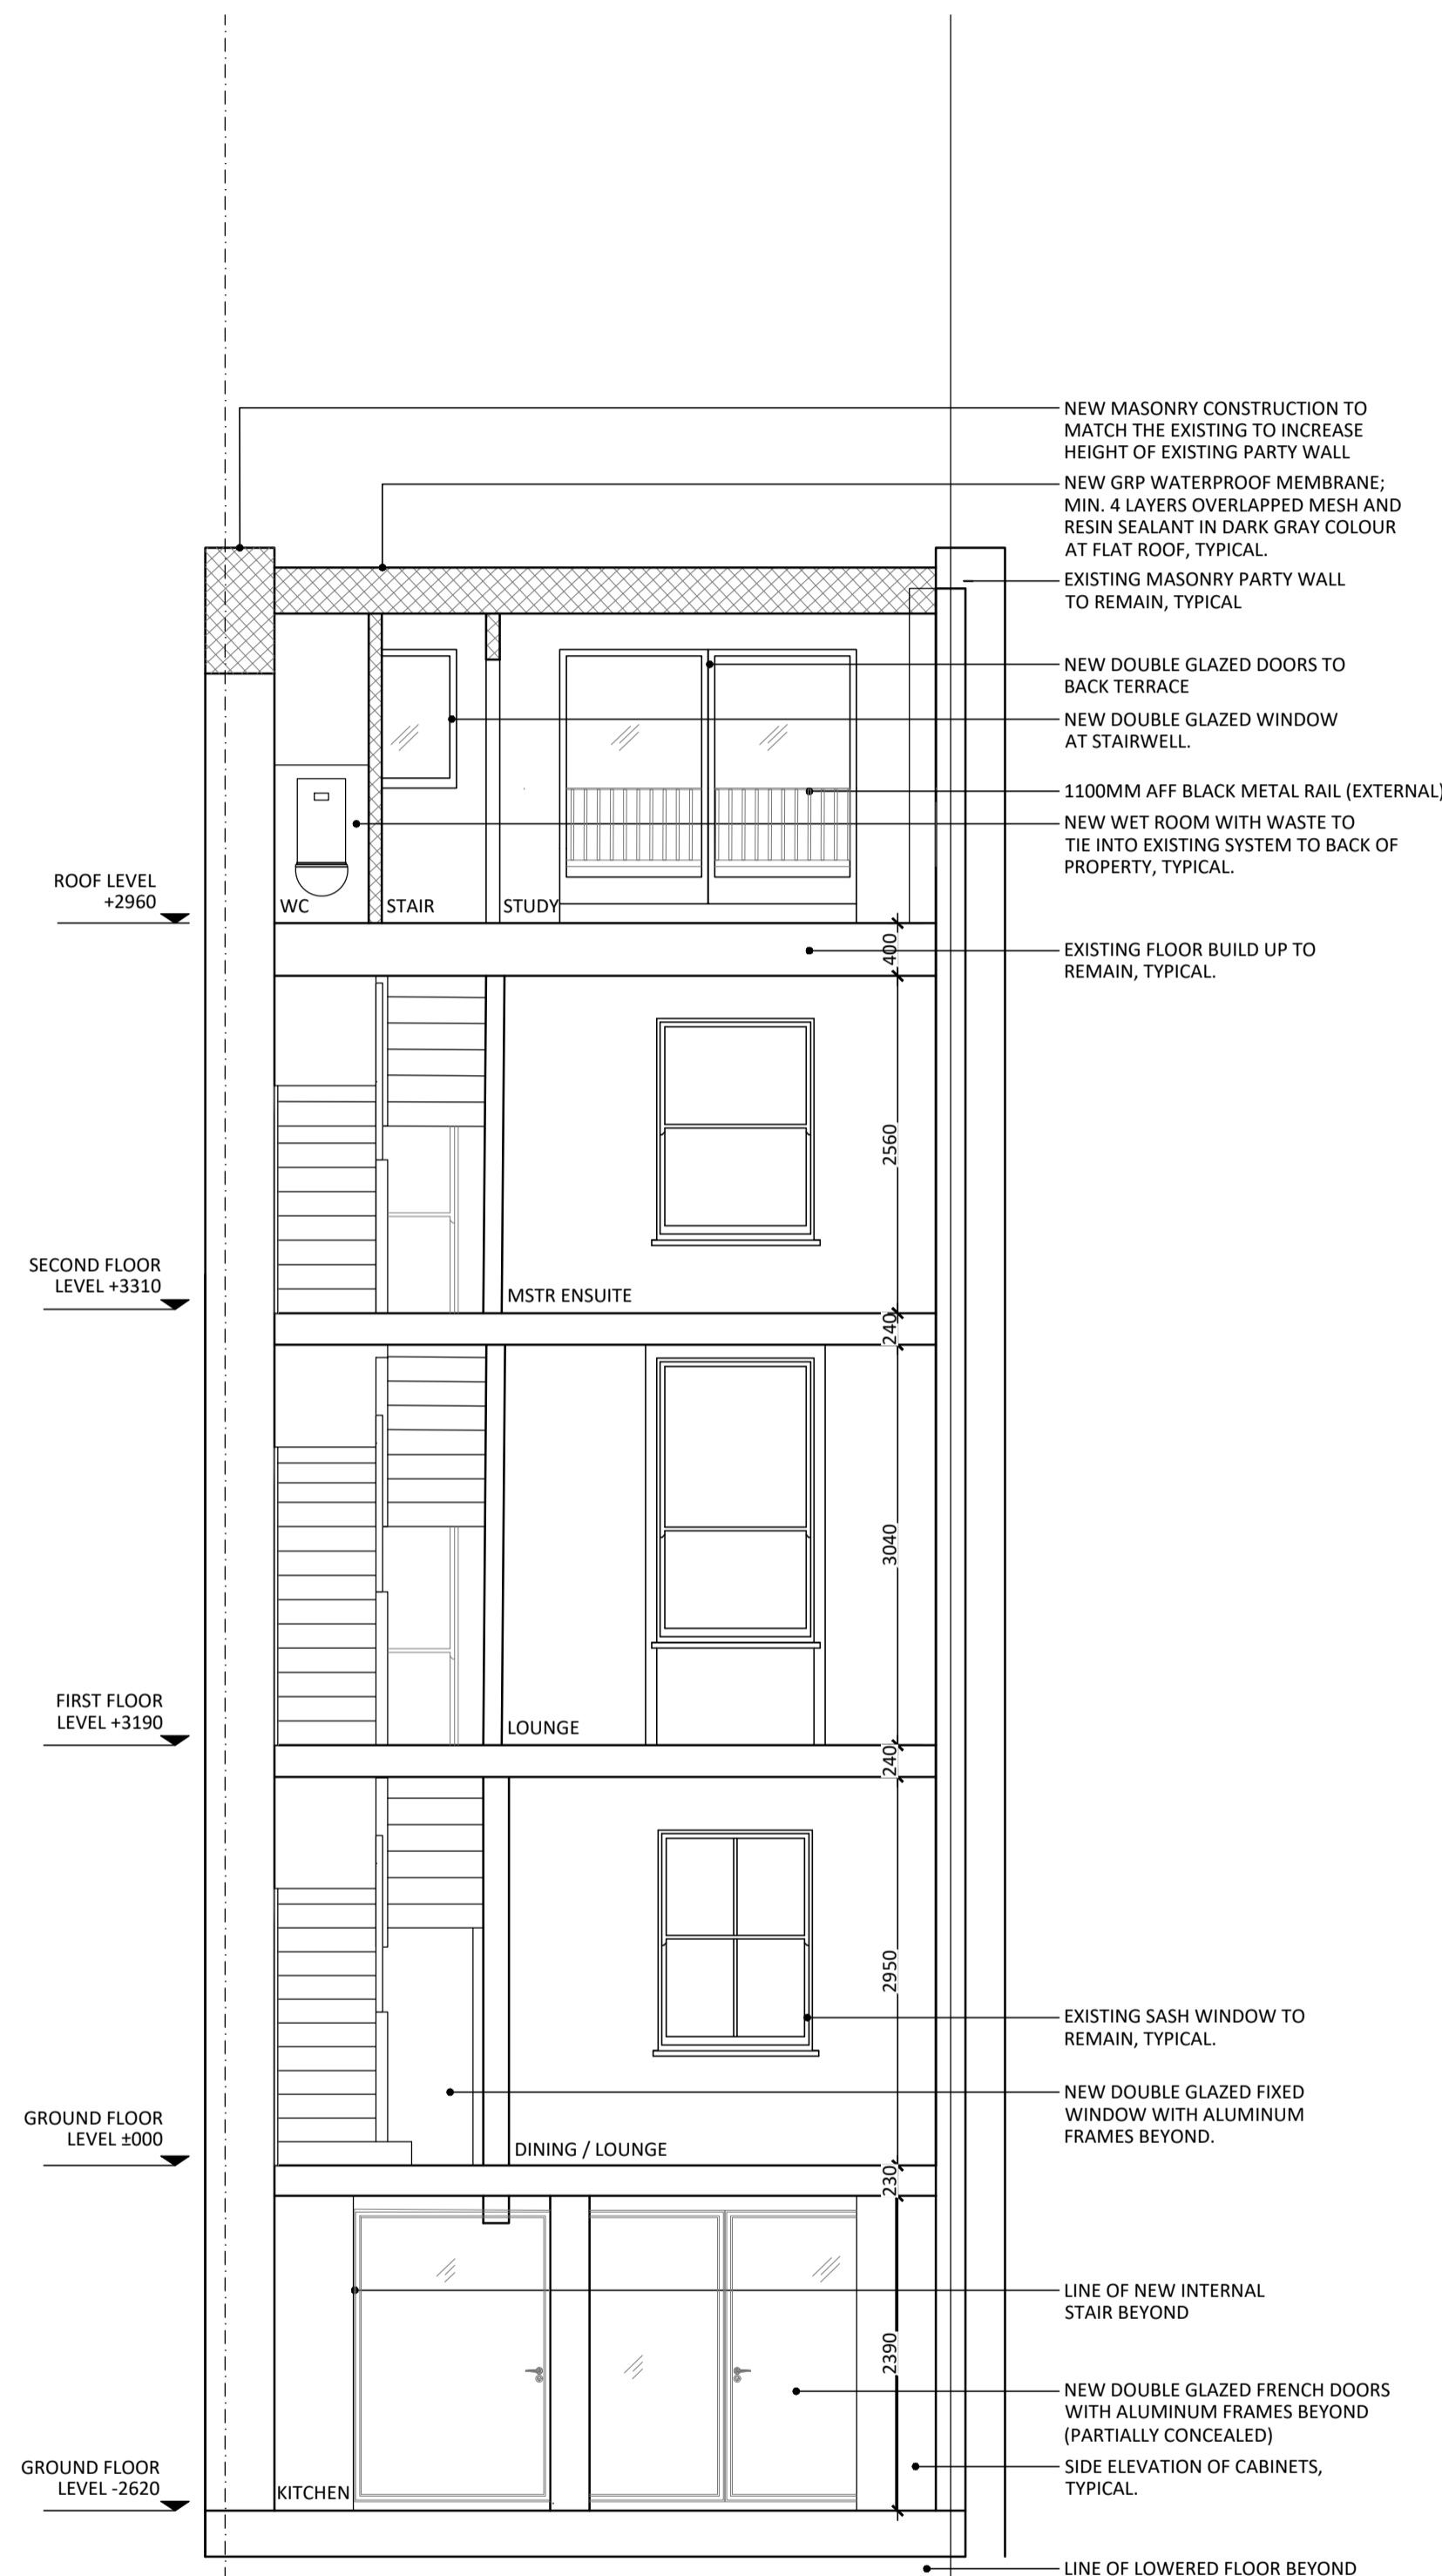 NEW MASONRY CONSTRUCTION TO
MATCH THE EXISTING TO INCREASE
HEIGHT OF EXISTING PARTY WALL
NEW GRP WATERPROOF MEMBRANE;
MIN. 4 LAYERS OVERLAPPED MESH AND
RESIN SEALANT IN DARK GRAY COLOUR
AT FLAT ROOF, TYPICAL.
EXISTING MASONRY PARTY WALL
TO REMAIN, TYPICAL
NEW DOUBLE GLAZED DOORS TO
BACK TERRACE
NEW DOUBLE GLAZED WINDOW
AT STAIRWELL.
1100MM AFF BLACK METAL RAIL (EXTERNAL)
NEW WET ROOM WITH WASTE TO
TIE INTO EXISTING SYSTEM TO BACK OF
PROPERTY, TYPICAL.
ROOF LEVEL
+2960
WC
STAIR
STUDY
400
EXISTING FLOOR BUILD UP TO
REMAIN, TYPICAL.
2560
SECOND FLOOR
LEVEL +3310
MSTR ENSUITE
240
3040
FIRST FLOOR
LEVEL +3190
LOUNGE
240
2950
EXISTING SASH WINDOW TO
REMAIN, TYPICAL.
NEW DOUBLE GLAZED FIXED
WINDOW WITH ALUMINUM
FRAMES BEYOND.
GROUND FLOOR
LEVEL ±000
DINING / LOUNGE
230
LINE OF NEW INTERNAL
STAIR BEYOND
2390
NEW DOUBLE GLAZED FRENCH DOORS
WITH ALUMINUM FRAMES BEYOND
(PARTIALLY CONCEALED)
GROUND FLOOR
LEVEL -2620
KITCHEN
SIDE ELEVATION OF CABINETS,
TYPICAL.
LINE OF LOWERED FLOOR BEYOND